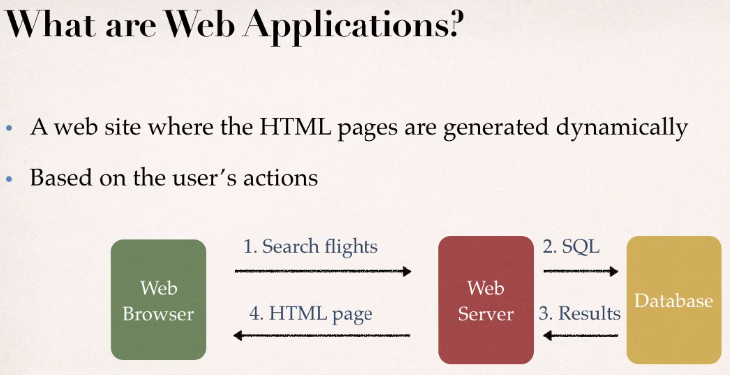 What are Web Applications?
• A web site where the HTML pages are generated dynamically
• Based on the user's actions
1. Search flights
2. SQL
Web
Browser
Web
Server
Database
4. HTML page
3. Results